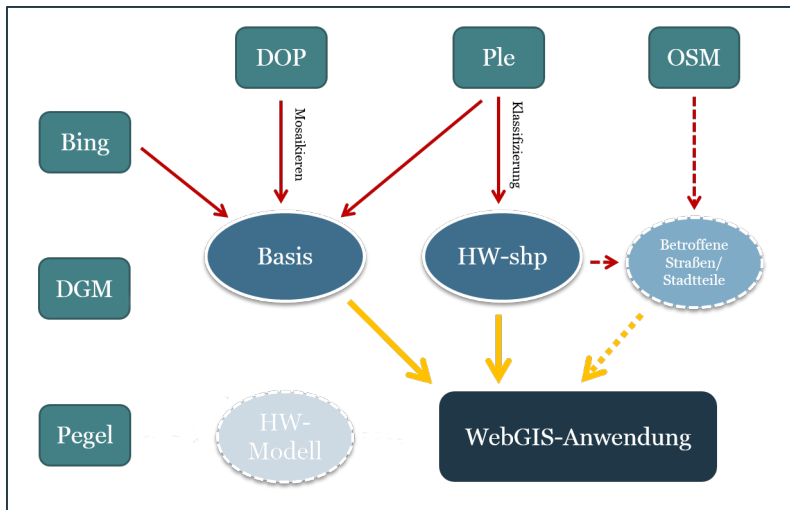 DOP
Ple
OSM
Bing
Mosaikieren
Klassifizierung
Basis
HW-shp
Betroffene
Straßen/
Stadtteile
DGM
Pegel
HW-
Modell
WebGIS-Anwendung